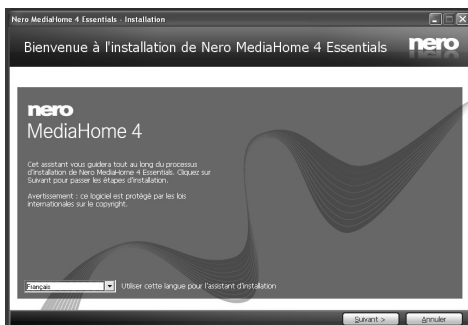 Nero MediaHome 4 Essentials - Installation
Bienvenue à l'installation de Nero MediaHome 4 Essentials
nero
nero
MediaHome 4
Cet assistant vous guidera tout au long du processus
d'installation de Nero MediaHome 4 Essentials. Cliquez sur
Suivant pour passer les étapes d'installation.
Avertissement : ce logiciel est protégé par les lois
internationales sur le copyright.
Français
Utiliser cette langue pour l'assistant d'installation
Suivant >
Annuler